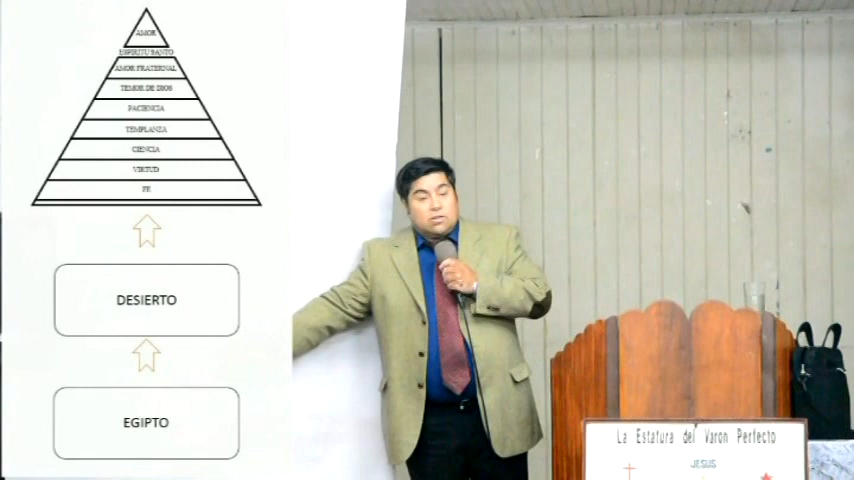 AMOR
ESPIRITU SANTO
AMOR FRATERNAL
TEMOR DE DIOS
PACIENCIA
TEMPLANZA
CIENCIA
VIRTUD
FE
DESIERTO
EGIPTO
La Estatura del Varon Perfecto
JESUS